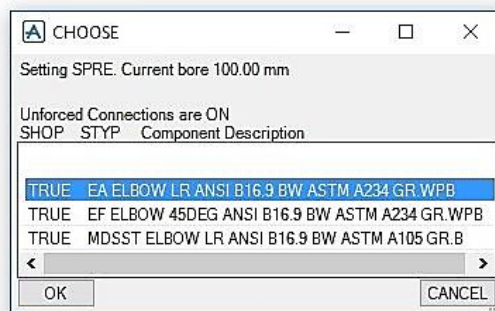 CHOOSE
Setting SPRE. Current bore 100.00 mm
Unforced Connections are ON
SHOP STYP Component Description
TRUE EA ELBOW LR ANSI B16.9 BW ASTM A234 GR.WPB
TRUE EF ELBOW 45DEG ANSI B16.9 BW ASTM A234 GR.WPB
TRUE MDSST ELBOW LR ANSI B16.9 BW ASTM A105 GR.B
OK CANCEL